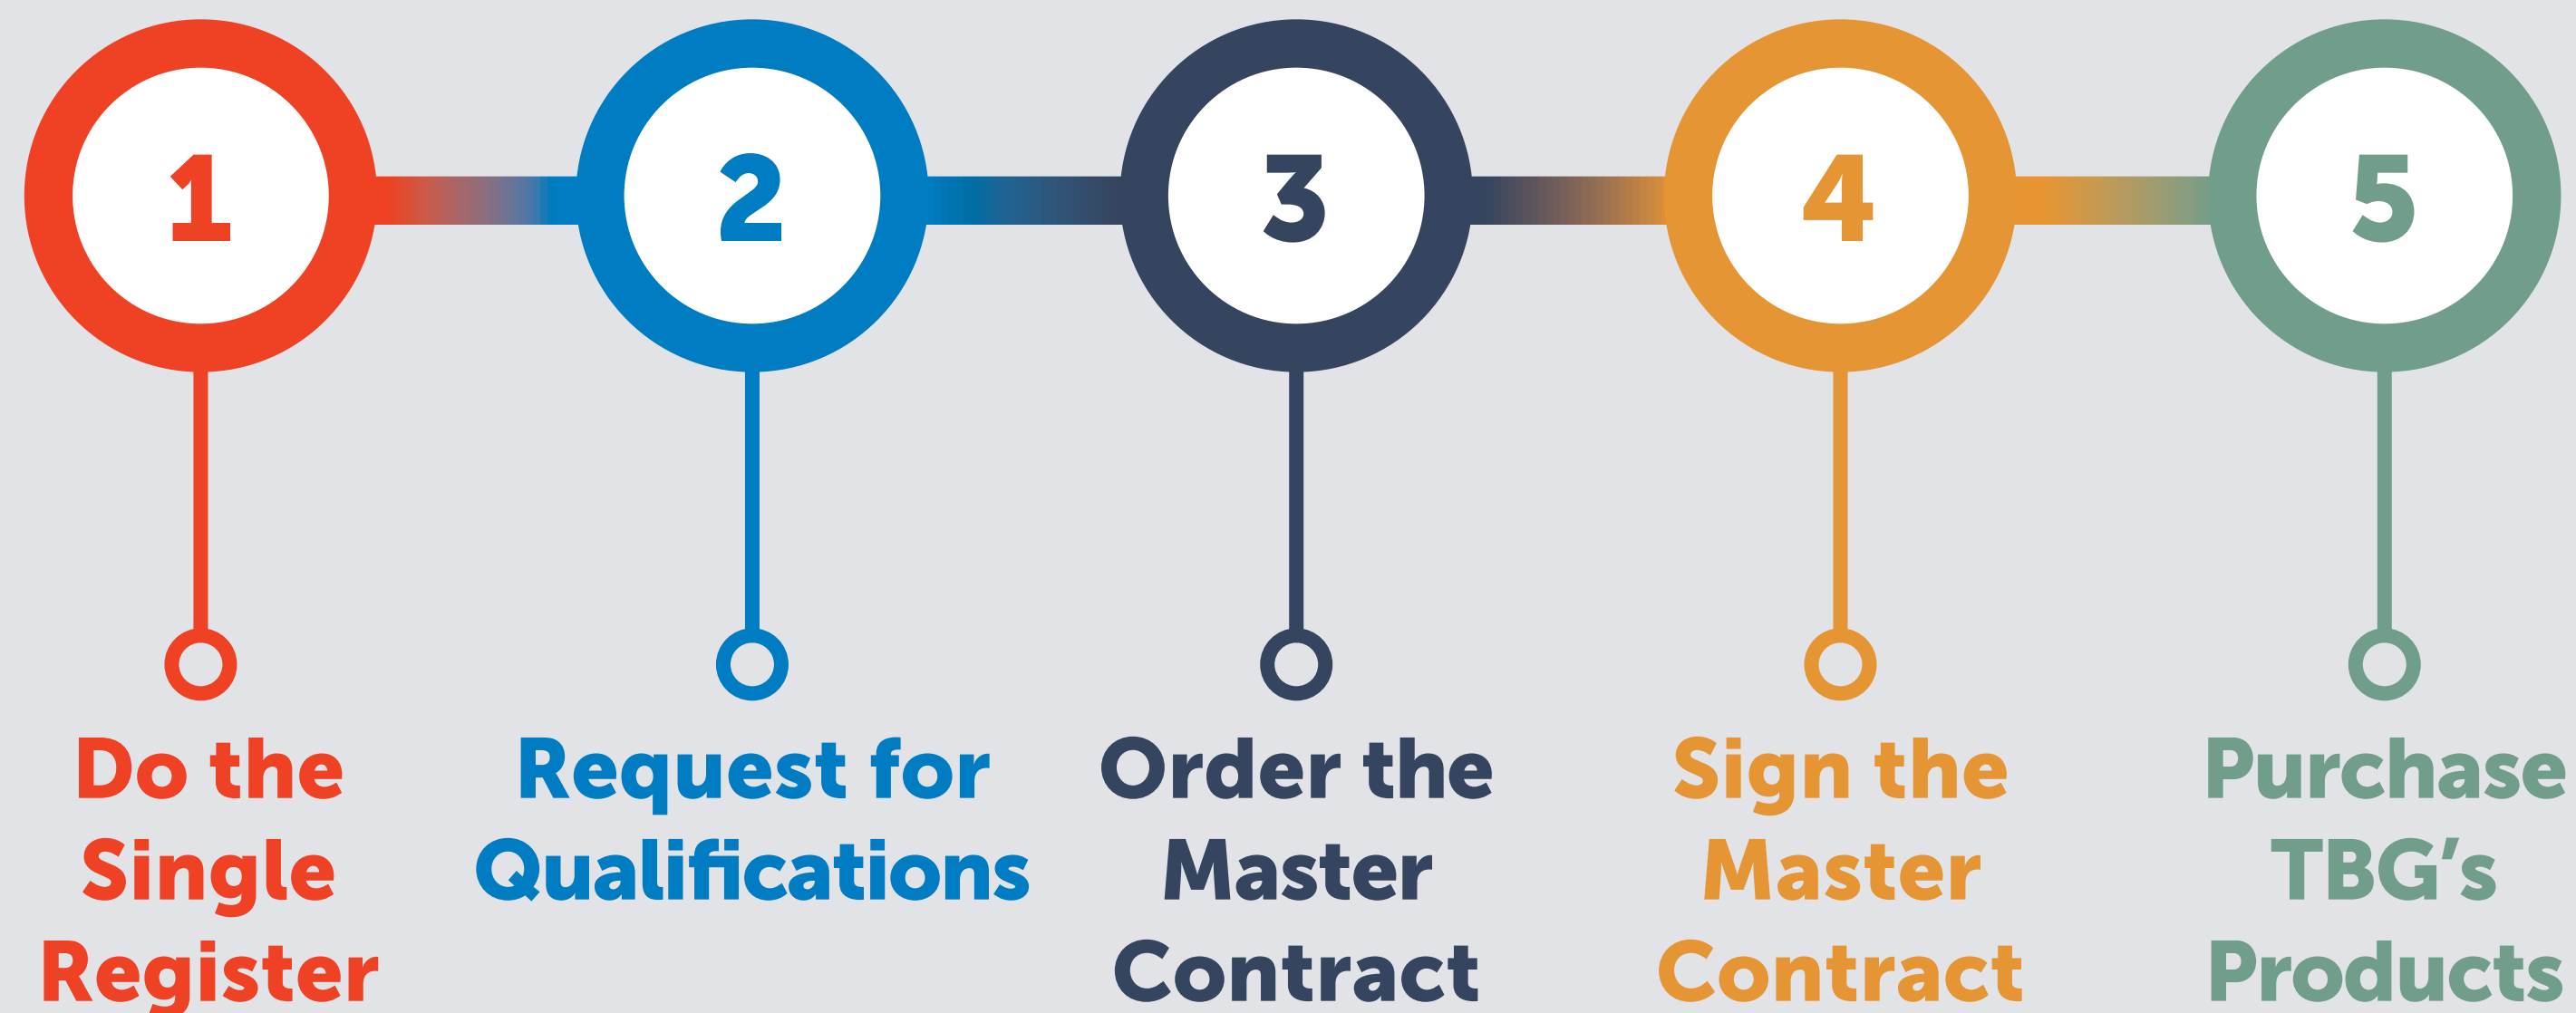 1
2
3
4
5
Do the
Single
Register
Request for
Qualifications
Order the
Master
Contract
Sign the
Master
Contract
Purchase
TBG’s
Products